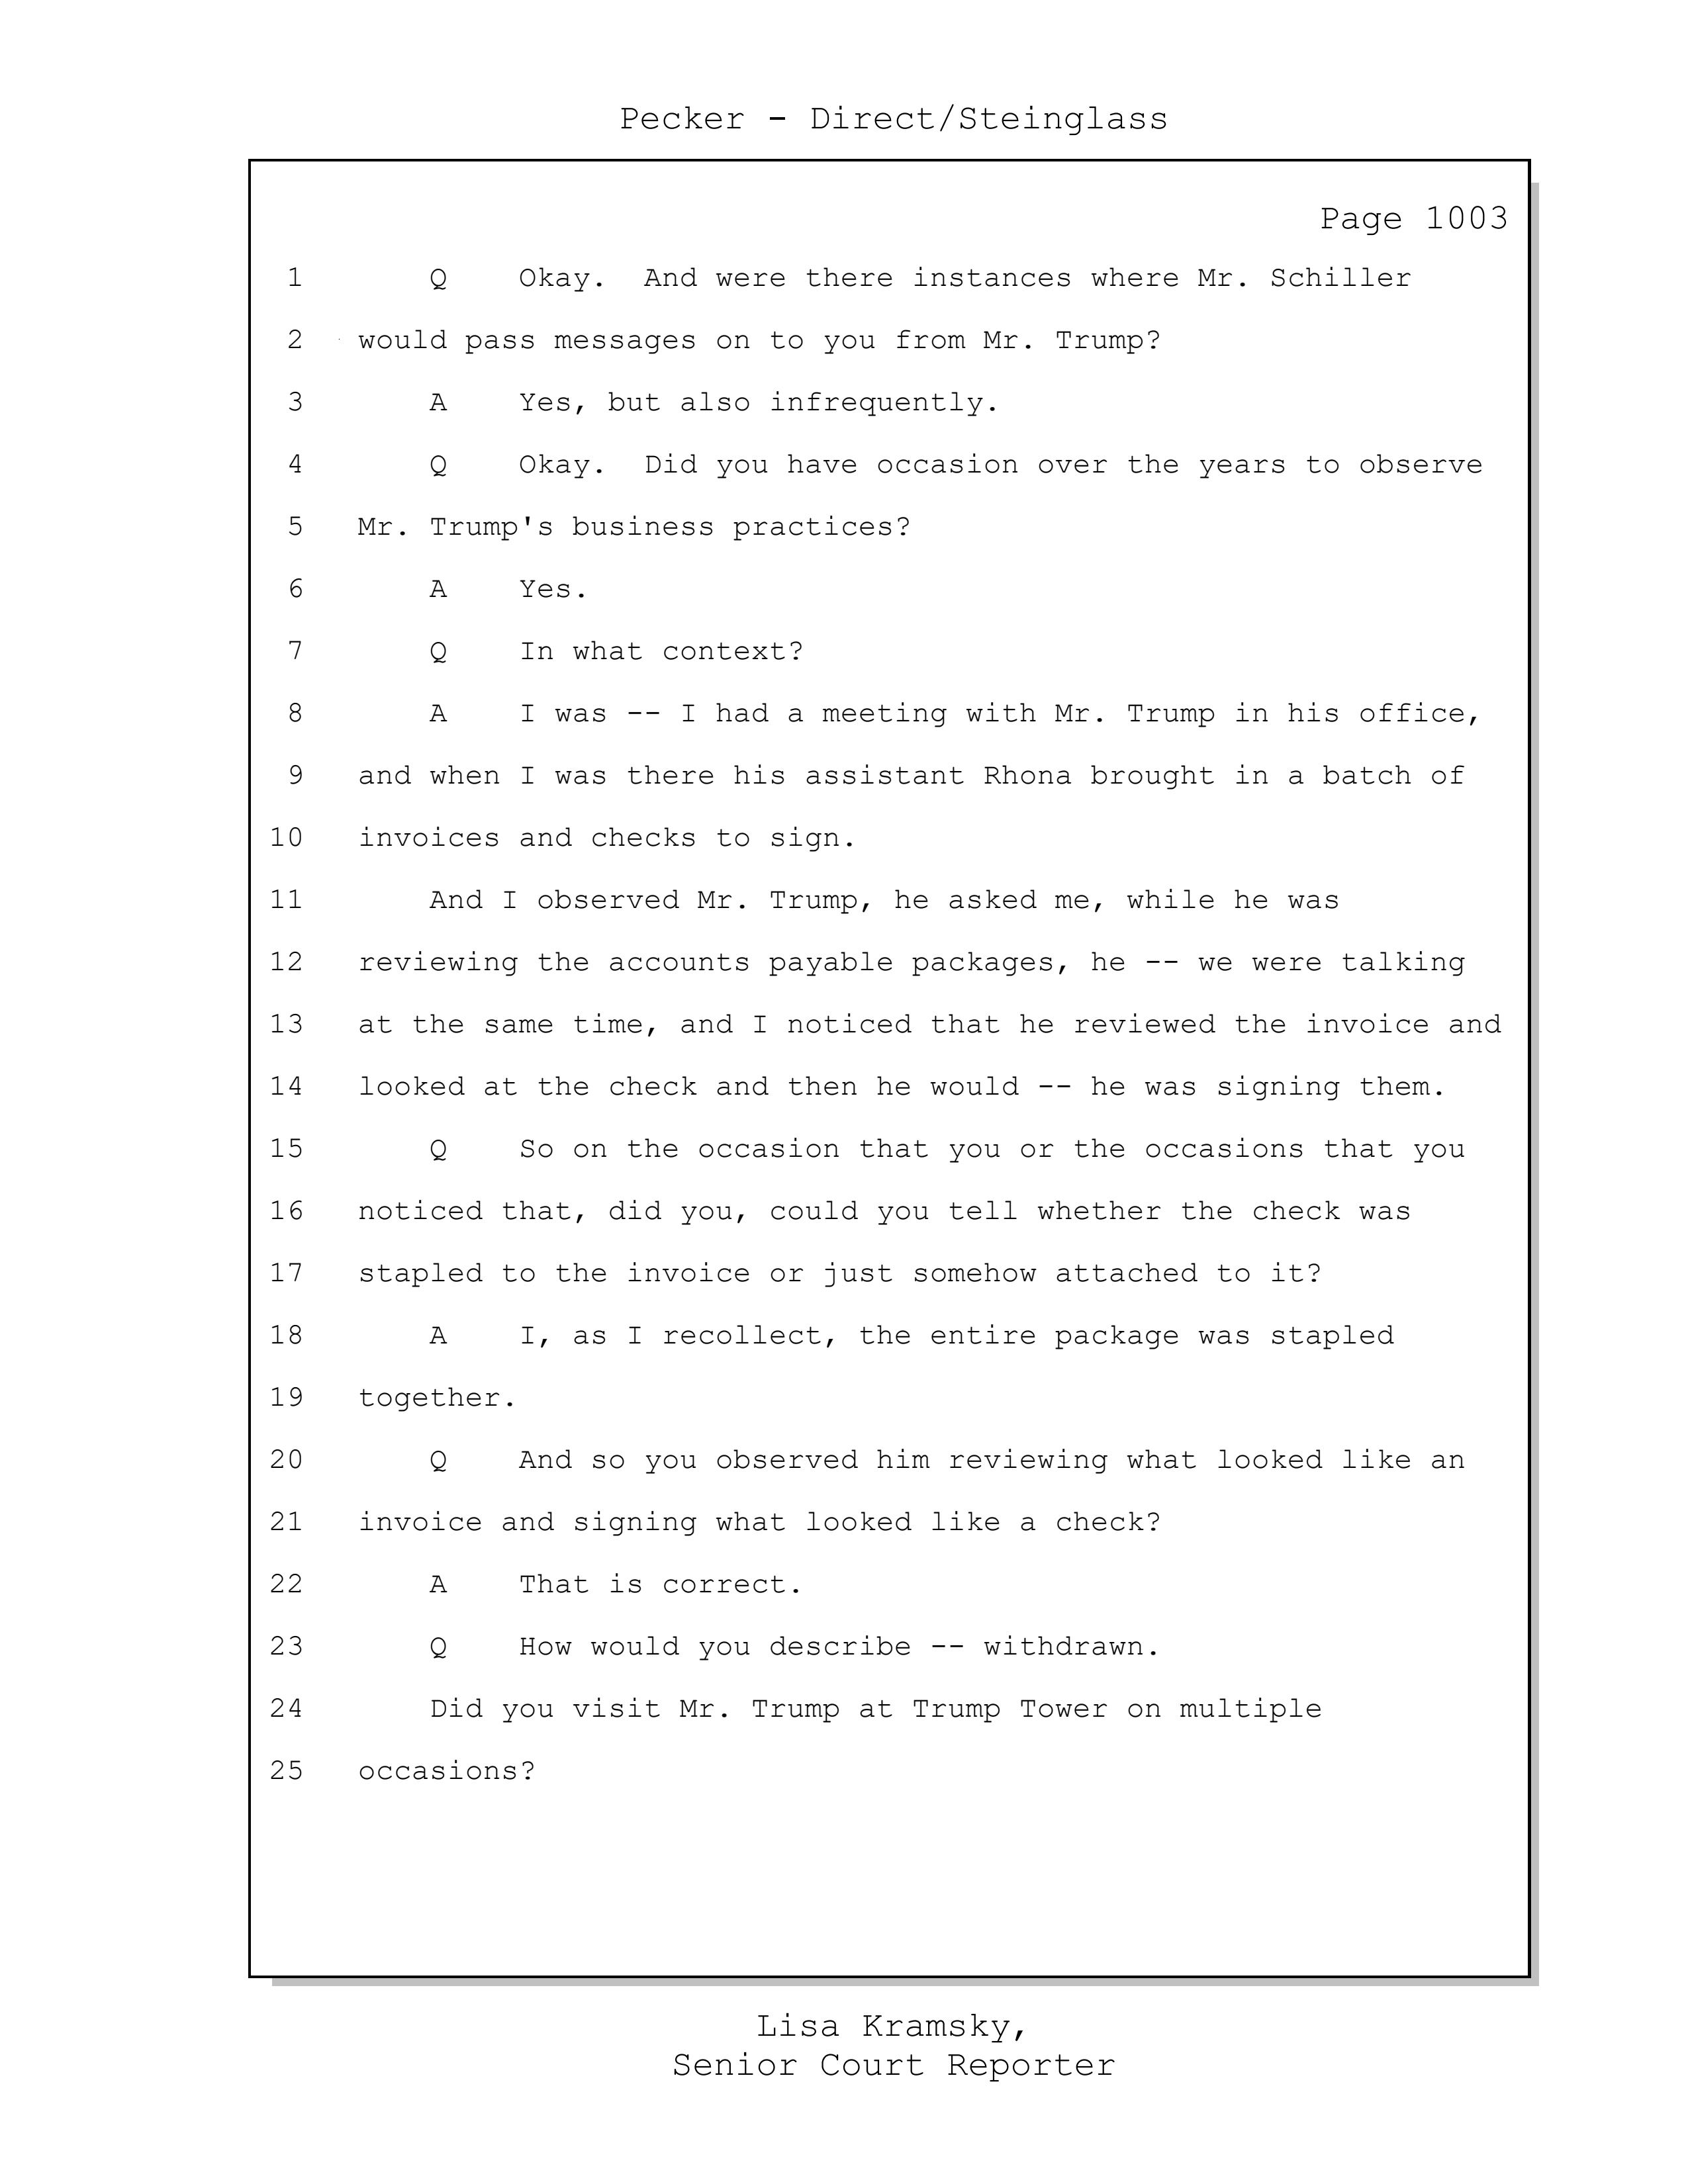 Pecker - Direct/Steinglass
Page 1003
1 Q Okay. And were there instances where Mr. Schiller
2 would pass messages on to you from Mr. Trump?
3 A Yes, but also infrequently.
4 Q Okay. Did you have occasion over the years to observe
5 Mr. Trump's business practices?
6 A Yes.
7 Q In what context?
8 A I was -- I had a meeting with Mr. Trump in his office,
9 and when I was there his assistant Rhona brought in a batch of
10 invoices and checks to sign.
11 And I observed Mr. Trump, he asked me, while he was
12 reviewing the accounts payable packages, he -- we were talking
13 at the same time, and I noticed that he reviewed the invoice and
14 looked at the check and then he would -- he was signing them.
15 Q So on the occasion that you or the occasions that you
16 noticed that, did you, could you tell whether the check was
17 stapled to the invoice or just somehow attached to it?
18 A I, as I recollect, the entire package was stapled
19 together.
20 Q And so you observed him reviewing what looked like an
21 invoice and signing what looked like a check?
22 A That is correct.
23 Q How would you describe -- withdrawn.
24 Did you visit Mr. Trump at Trump Tower on multiple
25 occasions?
Lisa Kramsky,
Senior Court Reporter